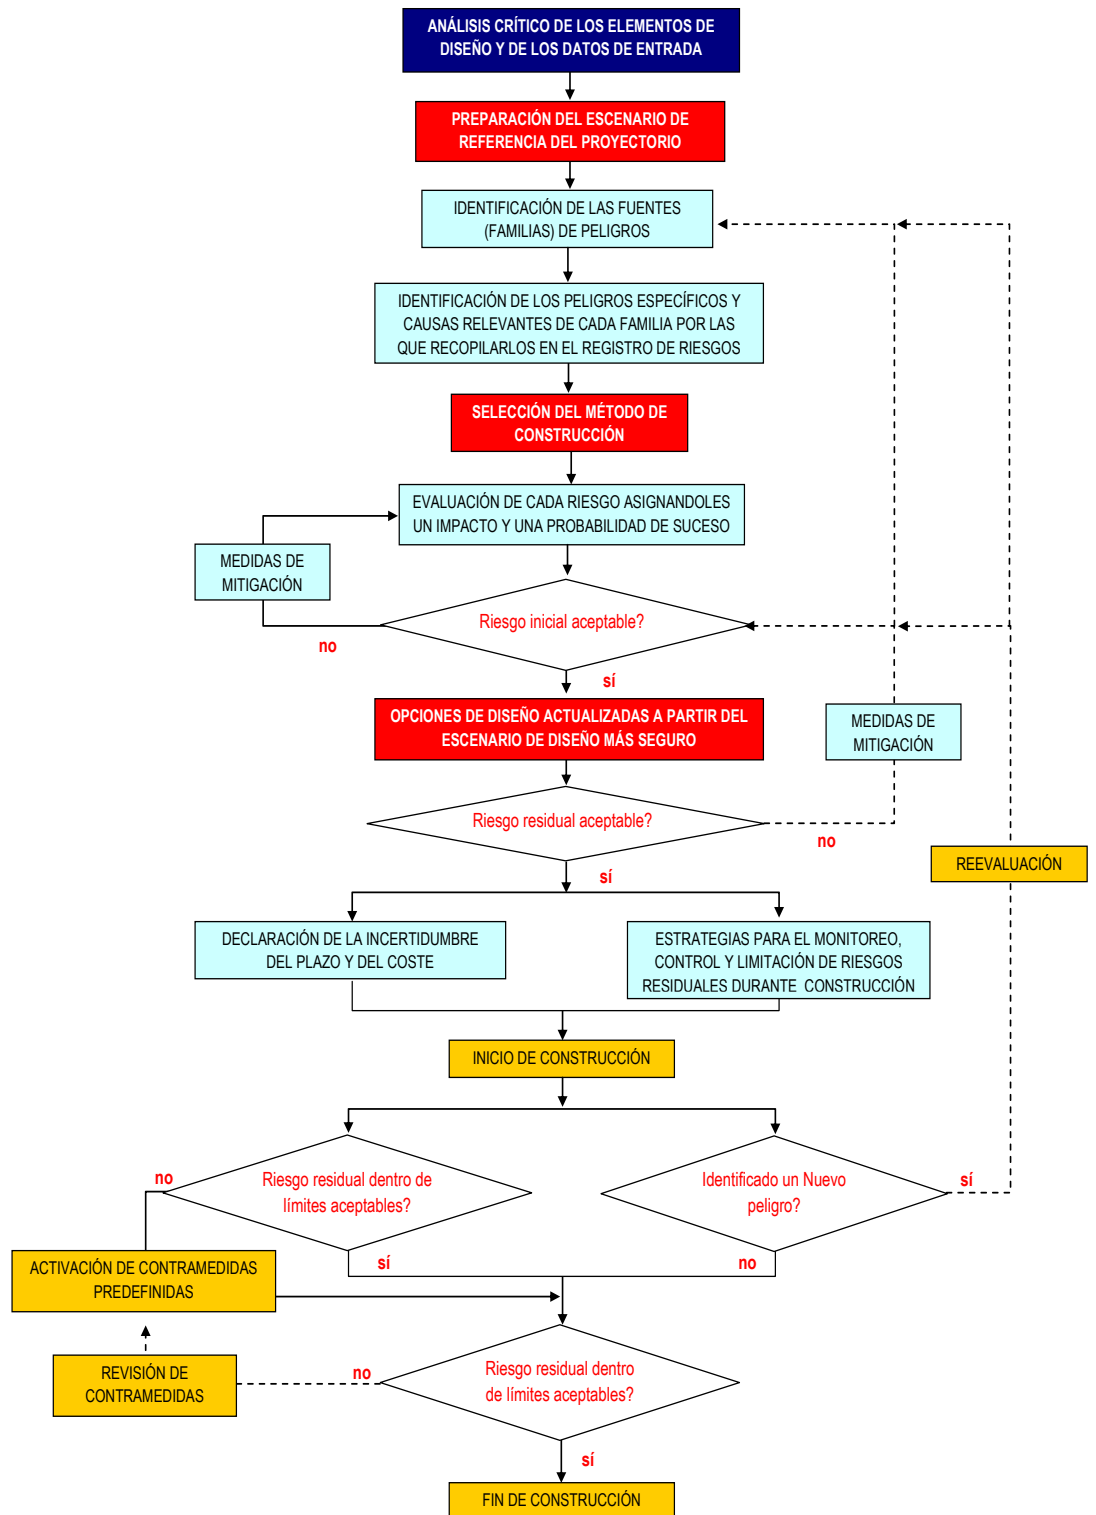 ANÁLISIS CRÍTICO DE LOS ELEMENTOS DE
DISEÑO Y DE LOS DATOS DE ENTRADA
PREPARACIÓN DEL ESCENARIO DE
REFERENCIA DEL PROYECTORIO
IDENTIFICACIÓN DE LAS FUENTES
(FAMILIAS) DE PELIGROS
IDENTIFICACIÓN DE LOS PELIGROS ESPECÍFICOS Y
CAUSAS RELEVANTES DE CADA FAMILIA POR LAS
QUE RECOPILARLOS EN EL REGISTRO DE RIESGOS
SELECCIÓN DEL MÉTODO DE
CONSTRUCCIÓN
EVALUACIÓN DE CADA RIESGO ASIGNANDOLES
UN IMPACTO Y UNA PROBABILIDAD DE SUCESO
MEDIDAS DE
MITIGACIÓN
Riesgo inicial aceptable?
no
sí
OPCIONES DE DISEÑO ACTUALIZADAS A PARTIR DEL
ESCENARIO DE DISEÑO MÁS SEGURO
MEDIDAS DE
MITIGACIÓN
Riesgo residual aceptable?
no
sí
REEVALUACIÓN
DECLARACIÓN DE LA INCERTIDUMBRE
DEL PLAZO Y DEL COSTE
ESTRATEGIAS PARA EL MONITOREO,
CONTROL Y LIMITACIÓN DE RIESGOS
RESIDUALES DURANTE CONSTRUCCIÓN
INICIO DE CONSTRUCCIÓN
no
Riesgo residual dentro de
límites aceptables?
sí
Identificado un Nuevo
peligro?
sí
no
ACTIVACIÓN DE CONTRAMEDIDAS
PREDEFINIDAS
REVISIÓN DE
CONTRAMEDIDAS
no
Riesgo residual dentro
de límites aceptables?
sí
FIN DE CONSTRUCCIÓN